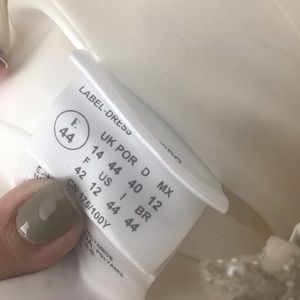 LABEL-DRESS
E
44
UK POR D MX
14 44 40 12
F US I BR
42 12 44 44
CN 175/100Y